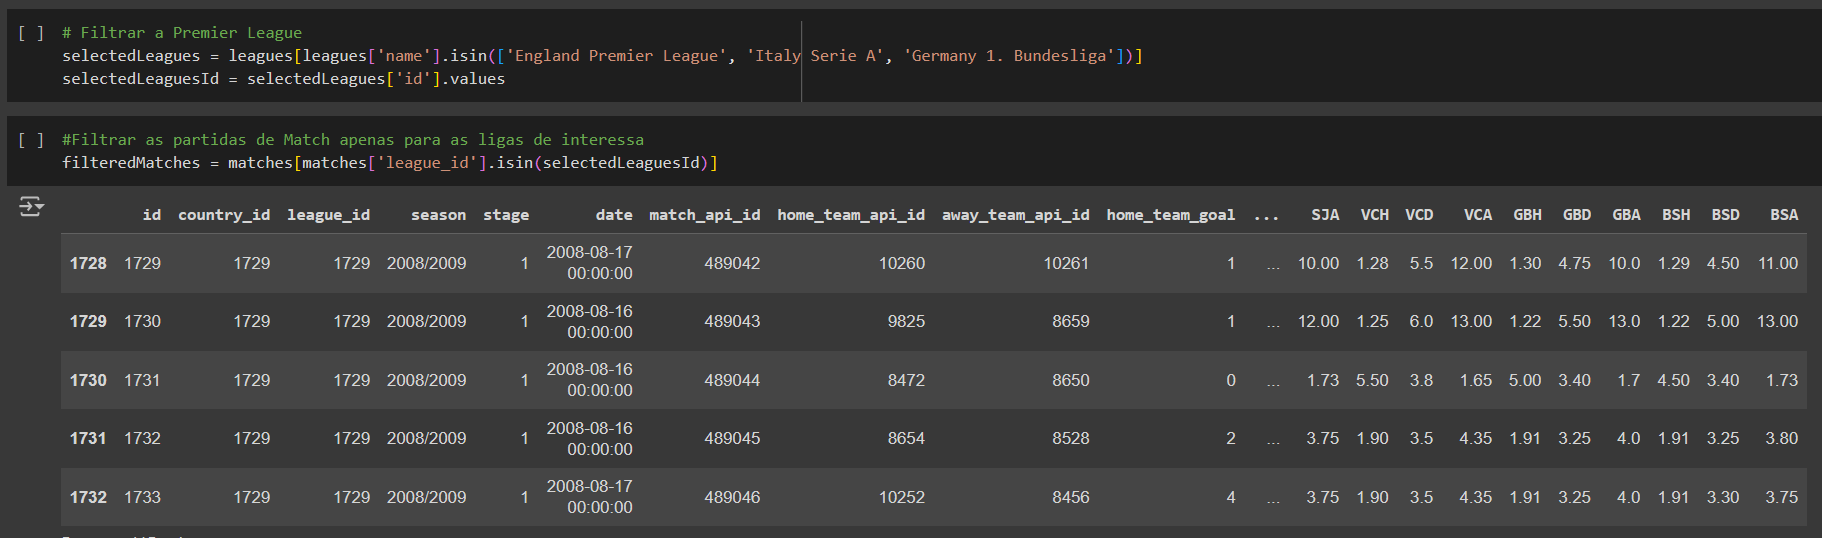 [ ] # Filtrar a Premier League
selectedLeagues = leagues[leagues['name'].isin(['England Premier League', 'Italy Serie A', 'Germany 1. Bundesliga'])]
selectedLeaguesId = selectedLeagues['id'].values
[ ] #Filtrar as partidas de Match apenas para as ligas de interessa
filteredMatches = matches[matches['league_id'].isin(selectedLeaguesId)]
id country_id league_id season stage date match_api_id home_team_api_id away_team_api_id home_team_goal ... SJA VCH VCD VCA GBH GBD GBA BSH BSD BSA
1728 1729 1729 1729 2008/2009 1 2008-08-17 00:00:00 489042 10260 10261 1 ... 10.00 1.28 5.5 12.00 1.30 4.75 10.0 1.29 4.50 11.00
1729 1730 1729 1729 2008/2009 1 2008-08-16 00:00:00 489043 9825 8659 1 ... 12.00 1.25 6.0 13.00 1.22 5.50 13.0 1.22 5.00 13.00
1730 1731 1729 1729 2008/2009 1 2008-08-16 00:00:00 489044 8472 8650 0 ... 1.73 5.50 3.8 1.65 5.00 3.40 1.7 4.50 3.40 1.73
1731 1732 1729 1729 2008/2009 1 2008-08-16 00:00:00 489045 8654 8528 2 ... 3.75 1.90 3.5 4.35 1.91 3.25 4.0 1.91 3.25 3.80
1732 1733 1729 1729 2008/2009 1 2008-08-17 00:00:00 489046 10252 8456 4 ... 3.75 1.90 3.5 4.35 1.91 3.25 4.0 1.91 3.30 3.75